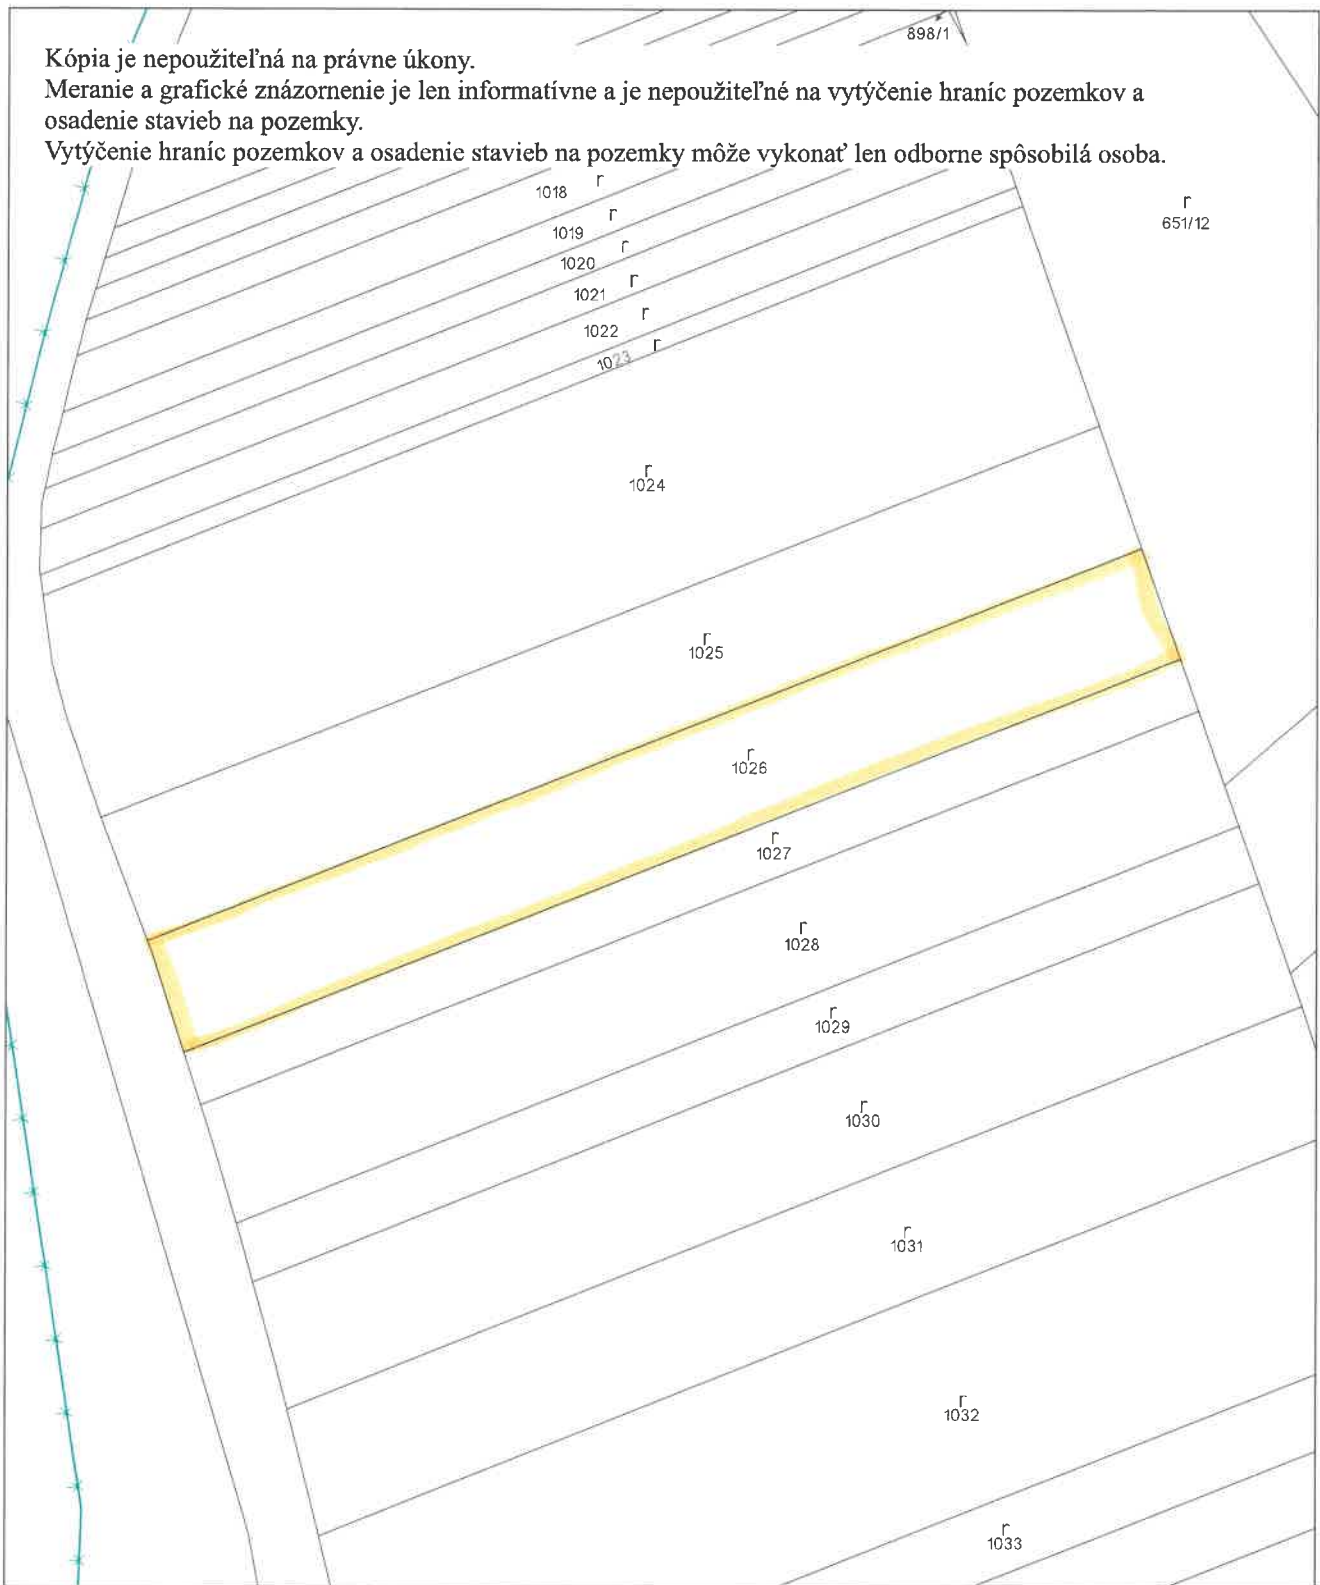 898/1
Kópia je nepoužiteľná na právne úkony.
Meranie a grafické znázornenie je len informatívne a je nepoužiteľné na vytýčenie hraníc pozemkov a
osadenie stavieb na pozemky.
Vytýčenie hraníc pozemkov a osadenie stavieb na pozemky môže vykonať len odborne spôsobilá osoba.
r
1018
r
651/12
r
1019
r
1020
r
1021
r
1022
r
1023
r
1024
r
1025
r
1026
r
1027
r
1028
r
1029
r
1030
r
1031
r
1032
r
1033